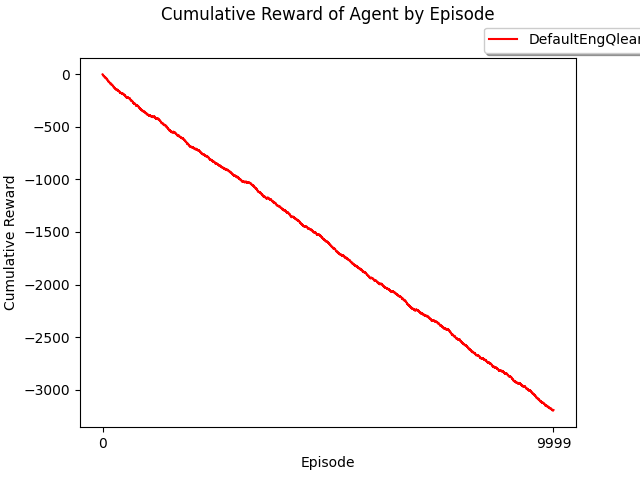 Cumulative Reward of Agent by Episode
DefaultEngQlear
0
−500
−1000
−1500
−2000
−2500
−3000
Cumulative Reward
0
9999
Episode